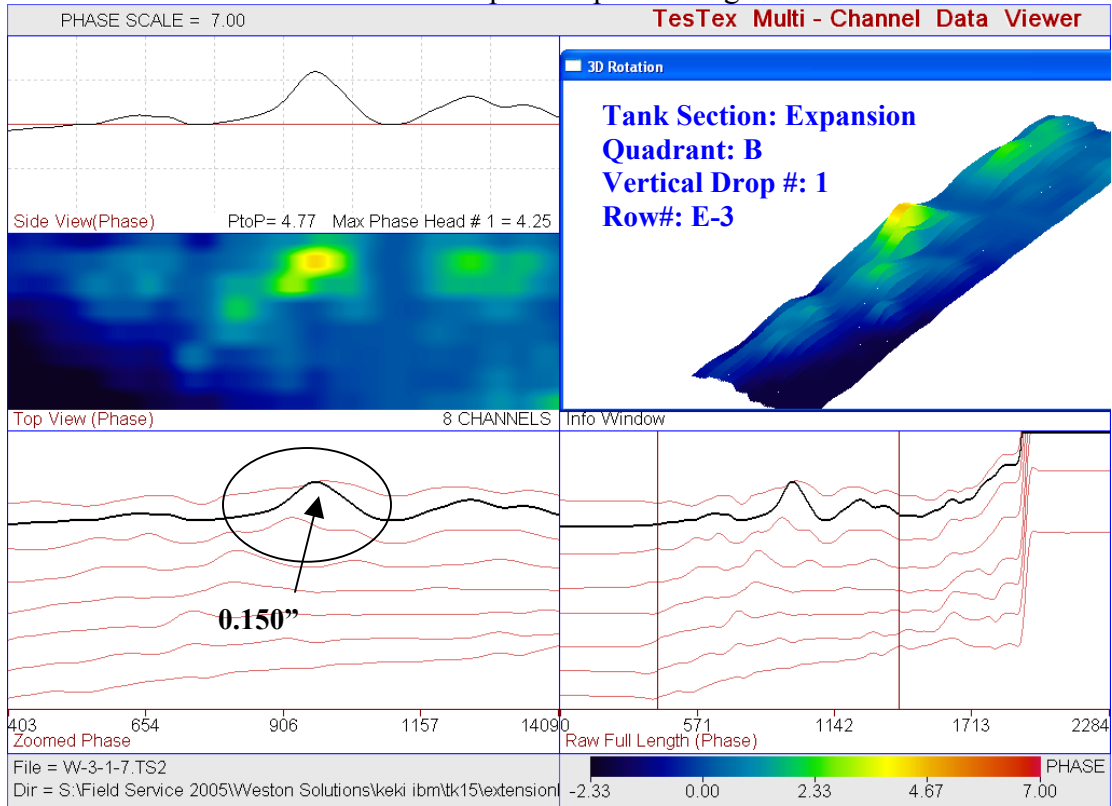 PHASE SCALE = 7.00
TesTex Multi - Channel Data Viewer
3D Rotation
Tank Section: Expansion
Quadrant: B
Vertical Drop #: 1
Row#: E-3
Side View(Phase) PtoP= 4.77 Max Phase Head # 1 = 4.25
Top View (Phase) 8 CHANNELS
Info Window
0.150”
403 654 906 1157 1409
Zoomed Phase
0 571 1142 1713 2284
Raw Full Length (Phase)
File = W-3-1-7.TS2
Dir = S:\Field Service 2005\Weston Solutions\keki ibm\tk15\extension
PHASE
-2.33 0.00 2.33 4.67 7.00